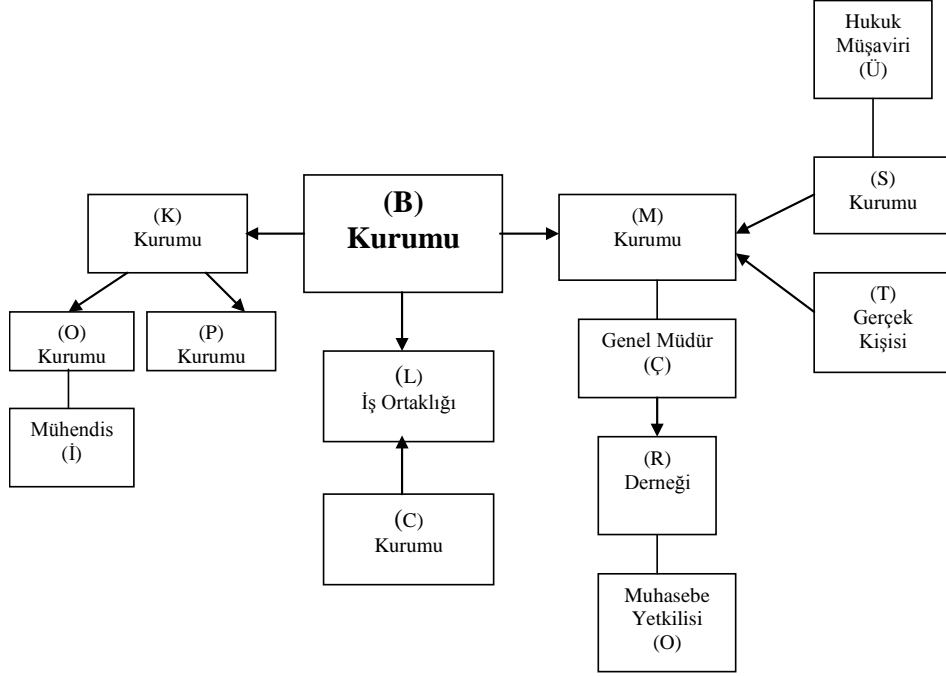 Hukuk
Müşaviri
(Ü)
(B)
Kurumu
(K)
Kurumu
(M)
Kurumu
(S)
Kurumu
(O)
Kurumu
(P)
Kurumu
(L)
İş Ortaklığı
Genel Müdür
(Ç)
(T)
Gerçek
Kişisi
Mühendis
(İ)
(R)
Derneği
(C)
Kurumu
Muhasebe
Yetkilisi
(O)